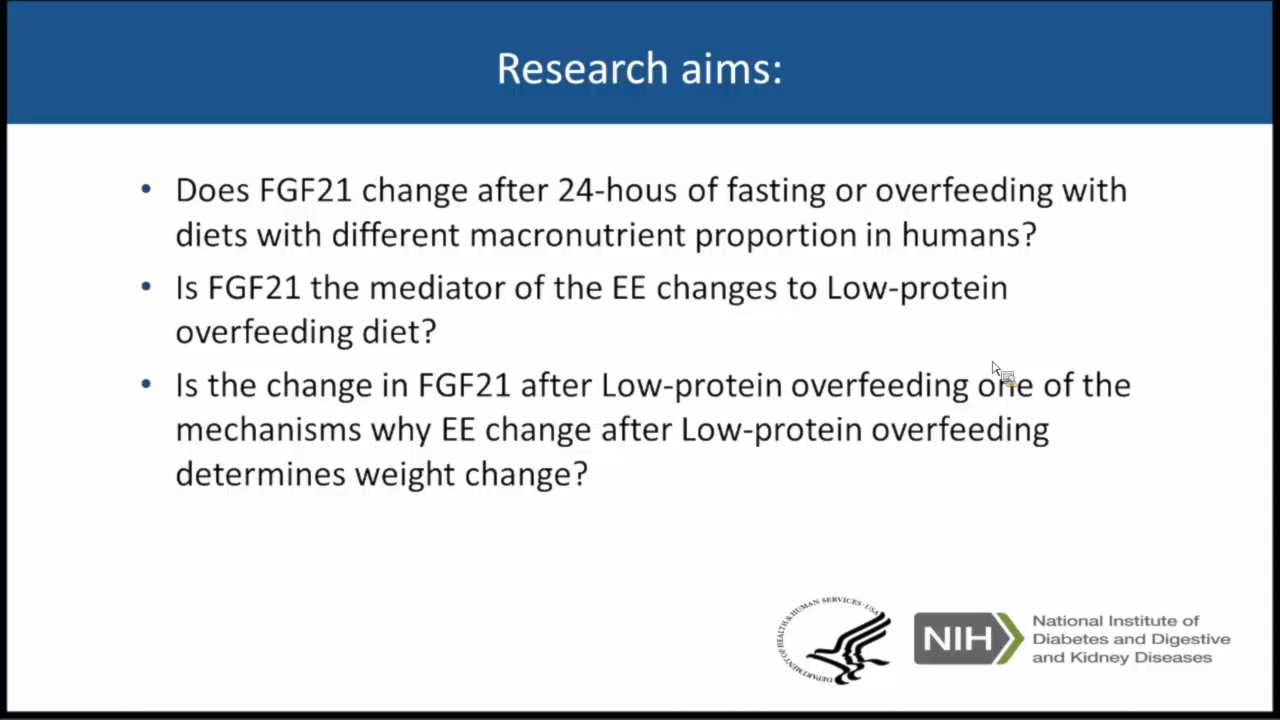 Research aims:
• Does FGF21 change after 24-hous of fasting or overfeeding with
diets with different macronutrient proportion in humans?
• Is FGF21 the mediator of the EE changes to Low-protein
overfeeding diet?
• Is the change in FGF21 after Low-protein overfeeding one of the
mechanisms why EE change after Low-protein overfeeding
determines weight change?
DEPARTMENT OF HEALTH & HUMAN SERVICES · USA
NIH
National Institute of
Diabetes and Digestive
and Kidney Diseases